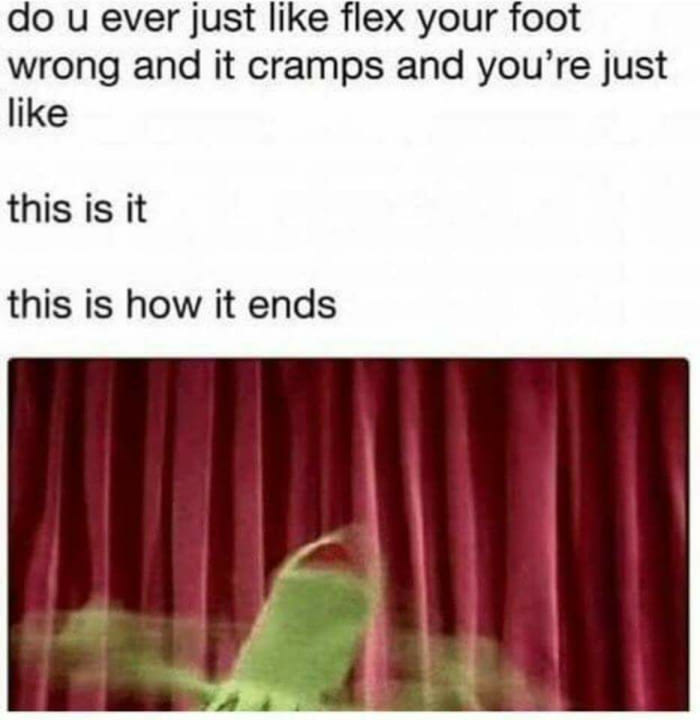 do u ever just like flex your foot
wrong and it cramps and you're just
like
this is it
this is how it ends